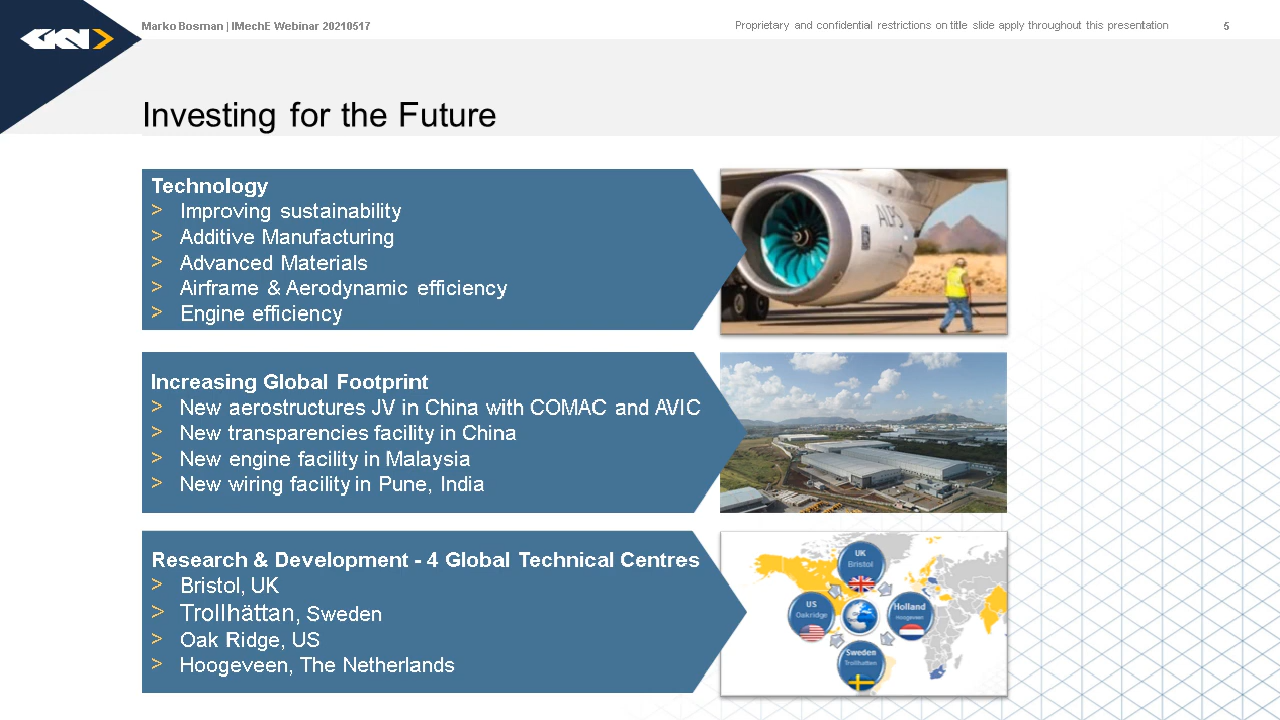 GKN
Marko Bosman | IMechE Webinar 20210517
Proprietary and confidential restrictions on title slide apply throughout this presentation
5
Investing for the Future
Technology
> Improving sustainability
> Additive Manufacturing
> Advanced Materials
> Airframe & Aerodynamic efficiency
> Engine efficiency
ALPS
Increasing Global Footprint
> New aerostructures JV in China with COMAC and AVIC
> New transparencies facility in China
> New engine facility in Malaysia
> New wiring facility in Pune, India
Research & Development - 4 Global Technical Centres
> Bristol, UK
> Trollhättan, Sweden
> Oak Ridge, US
> Hoogeveen, The Netherlands
UK
Bristol
US
Oakridge
Holland
Hoogeveen
Sweden
Trollhatten